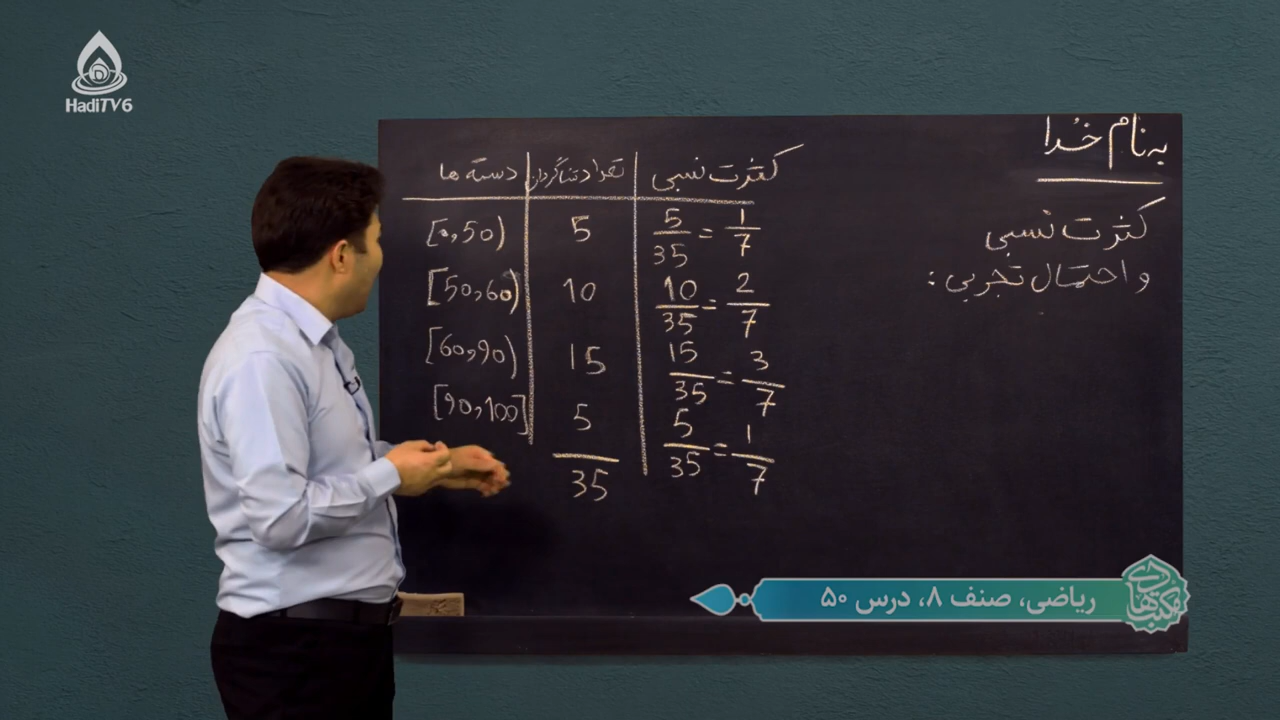 HadiTV6
به نام خدا
کثرت نسبی
و احتمال تجربی :
دسته ها | تعداد شاگردان | کثرت نسبی
[0,50) | 5 | 5/35 = 1/7
[50,60) | 10 | 10/35 = 2/7
[60,90) | 15 | 15/35 = 3/7
[90,100] | 5 | 5/35 = 1/7
35
ریاضی، صنف ۸، درس ۵۰